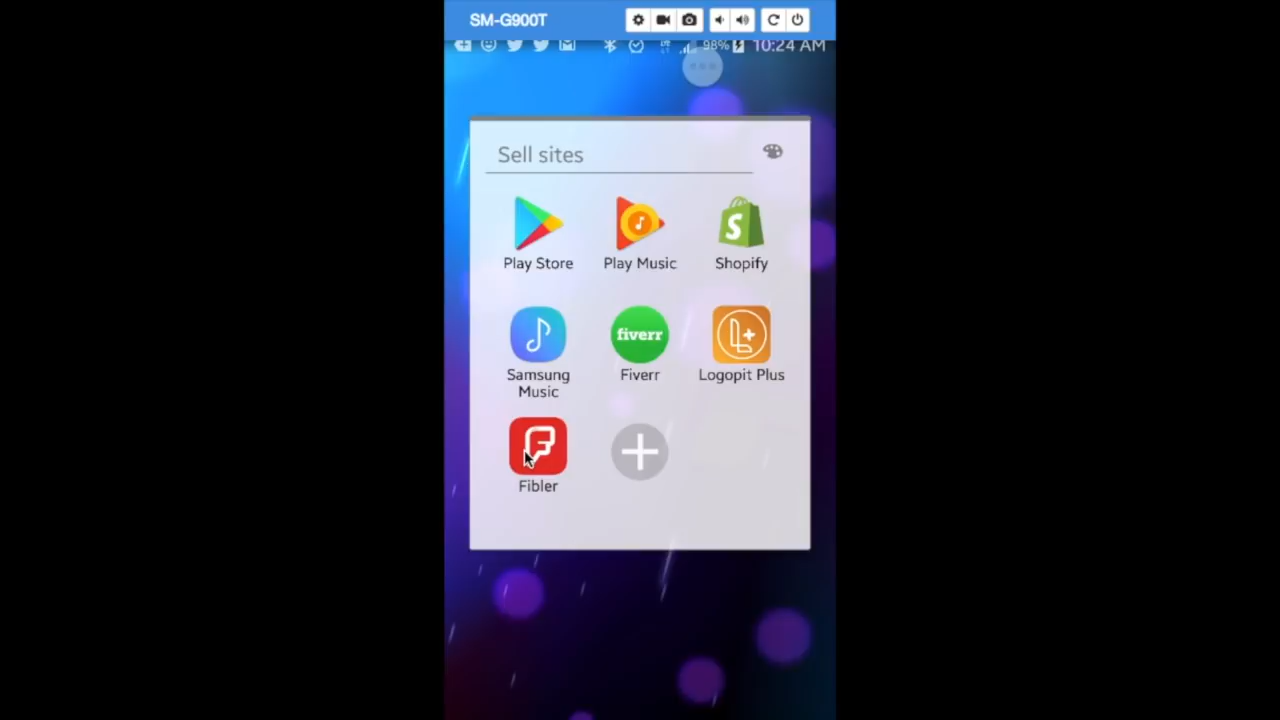 SM-G900T
98% 10:24 AM
Sell sites
Play Store
Play Music
Shopify
fiverr
Samsung
Music
Fiverr
Logopit Plus
Fibler